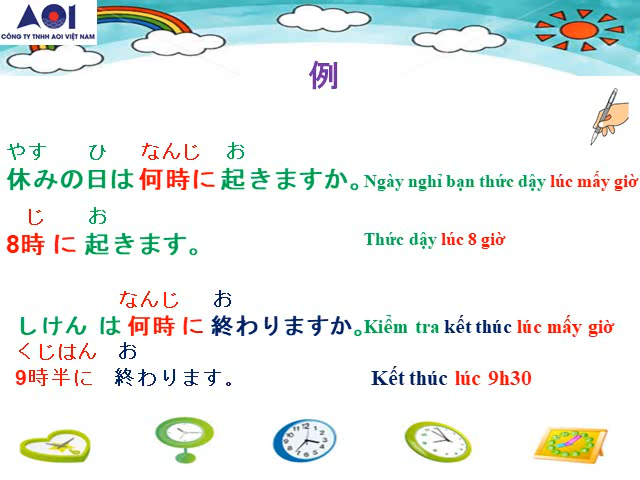 AOI
CÔNG TY TNHH AOI VIỆT NAM
例
やす ひ なんじ お
休みの日は 何時に 起きますか。 Ngày nghỉ bạn thức dậy lúc mấy giờ
じ お
8時 に 起きます。 Thức dậy lúc 8 giờ
なんじ お
しけん は 何時 に 終わりますか。 Kiểm tra kết thúc lúc mấy giờ
くじはん お
9時半に 終わります。 Kết thúc lúc 9h30